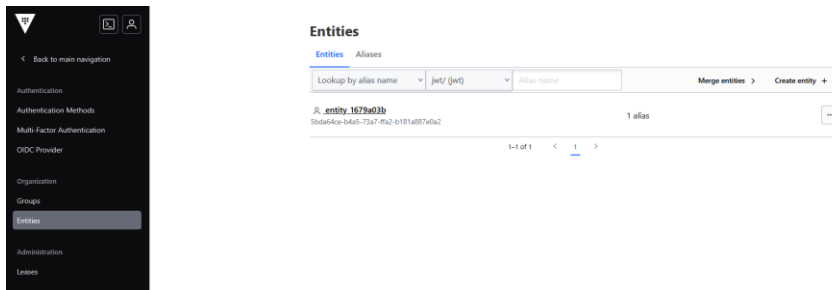 Back to main navigation
Authentication
Authentication Methods
Multi-Factor Authentication
OIDC Provider
Organization
Groups
Entities
Administration
Leases
Entities
Entities Aliases
Lookup by alias name jwt/ (jwt) Alias name Merge entities Create entity +
entity_1679a03b
5bda64ce-b4a5-73a7-ffa2-b181a887e0a2
1 alias
1–1 of 1 1